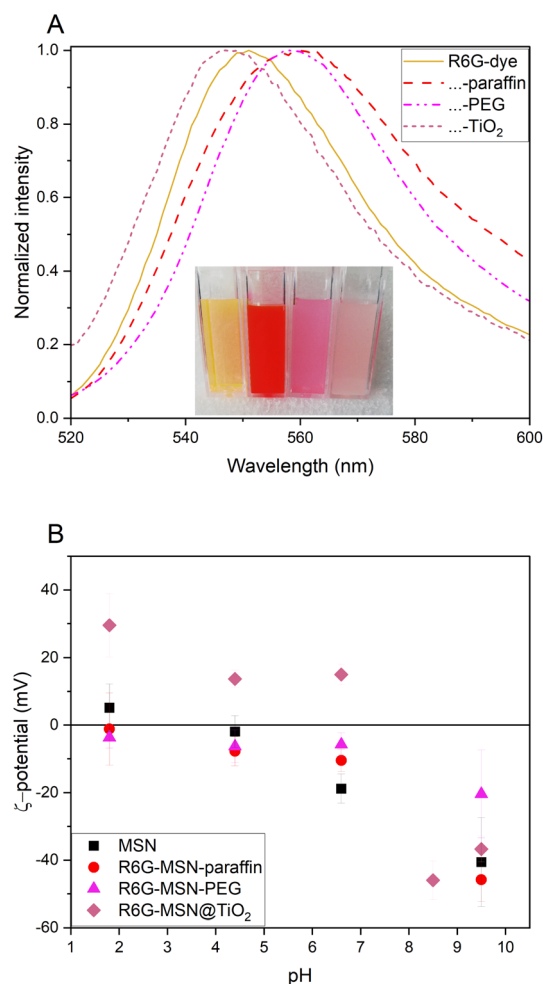 A
1.0
0.8
0.6
0.4
0.2
0.0
Normalized intensity
R6G-dye
...-paraffin
...-PEG
...-TiO₂
520
540
560
580
600
Wavelength (nm)
B
40
20
0
-20
-40
-60
ζ-potential (mV)
MSN
R6G-MSN-paraffin
R6G-MSN-PEG
R6G-MSN@TiO₂
1
2
3
4
5
6
7
8
9
10
pH